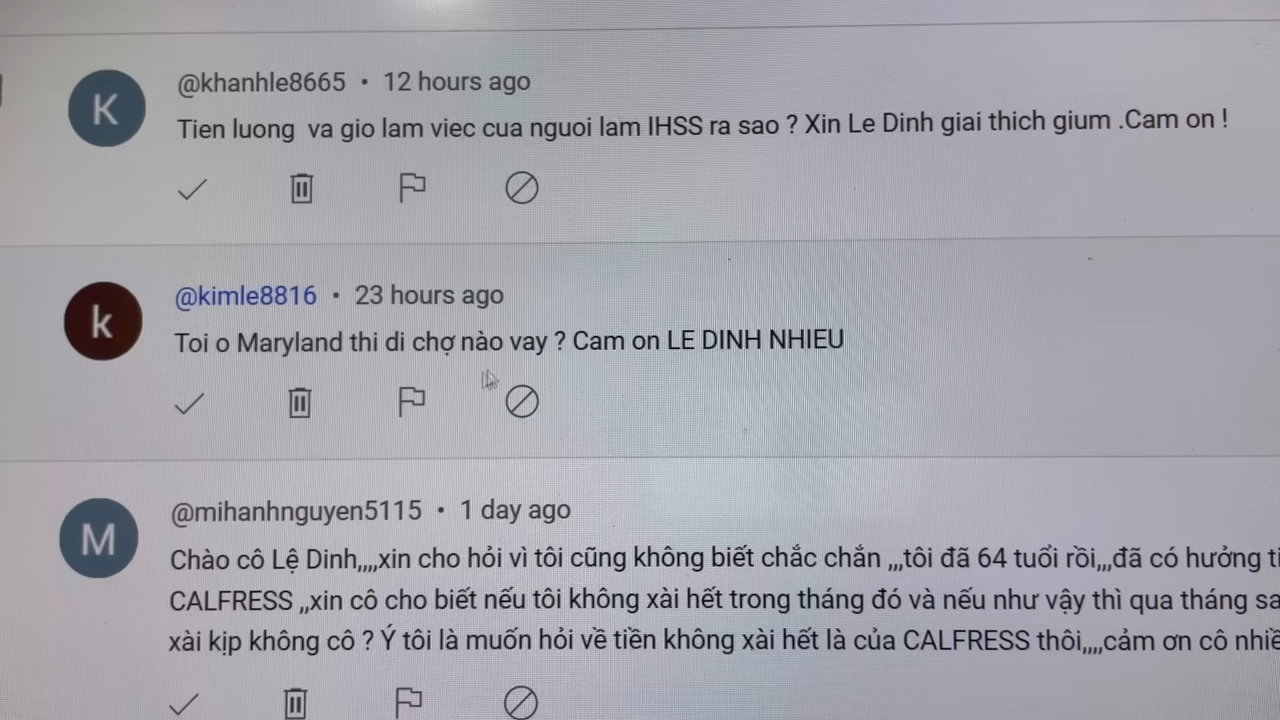 K
@khanhle8665 • 12 hours ago
Tien luong va gio lam viec cua nguoi lam IHSS ra sao ? Xin Le Dinh giai thich gium .Cam on !
k
@kimle8816 • 23 hours ago
Toi o Maryland thi di chợ nào vay ? Cam on LE DINH NHIEU
M
@mihanhnguyen5115 • 1 day ago
Chào cô Lệ Dinh,,,,xin cho hỏi vì tôi cũng không biết chắc chắn ,,,tôi đã 64 tuổi rồi,,,đã có hưởng
CALFRESS ,,xin cô cho biết nếu tôi không xài hết trong tháng đó và nếu như vậy thì qua tháng
xài kịp không cô ? Ý tôi là muốn hỏi về tiền không xài hết là của CALFRESS thôi,,,,cảm ơn cô